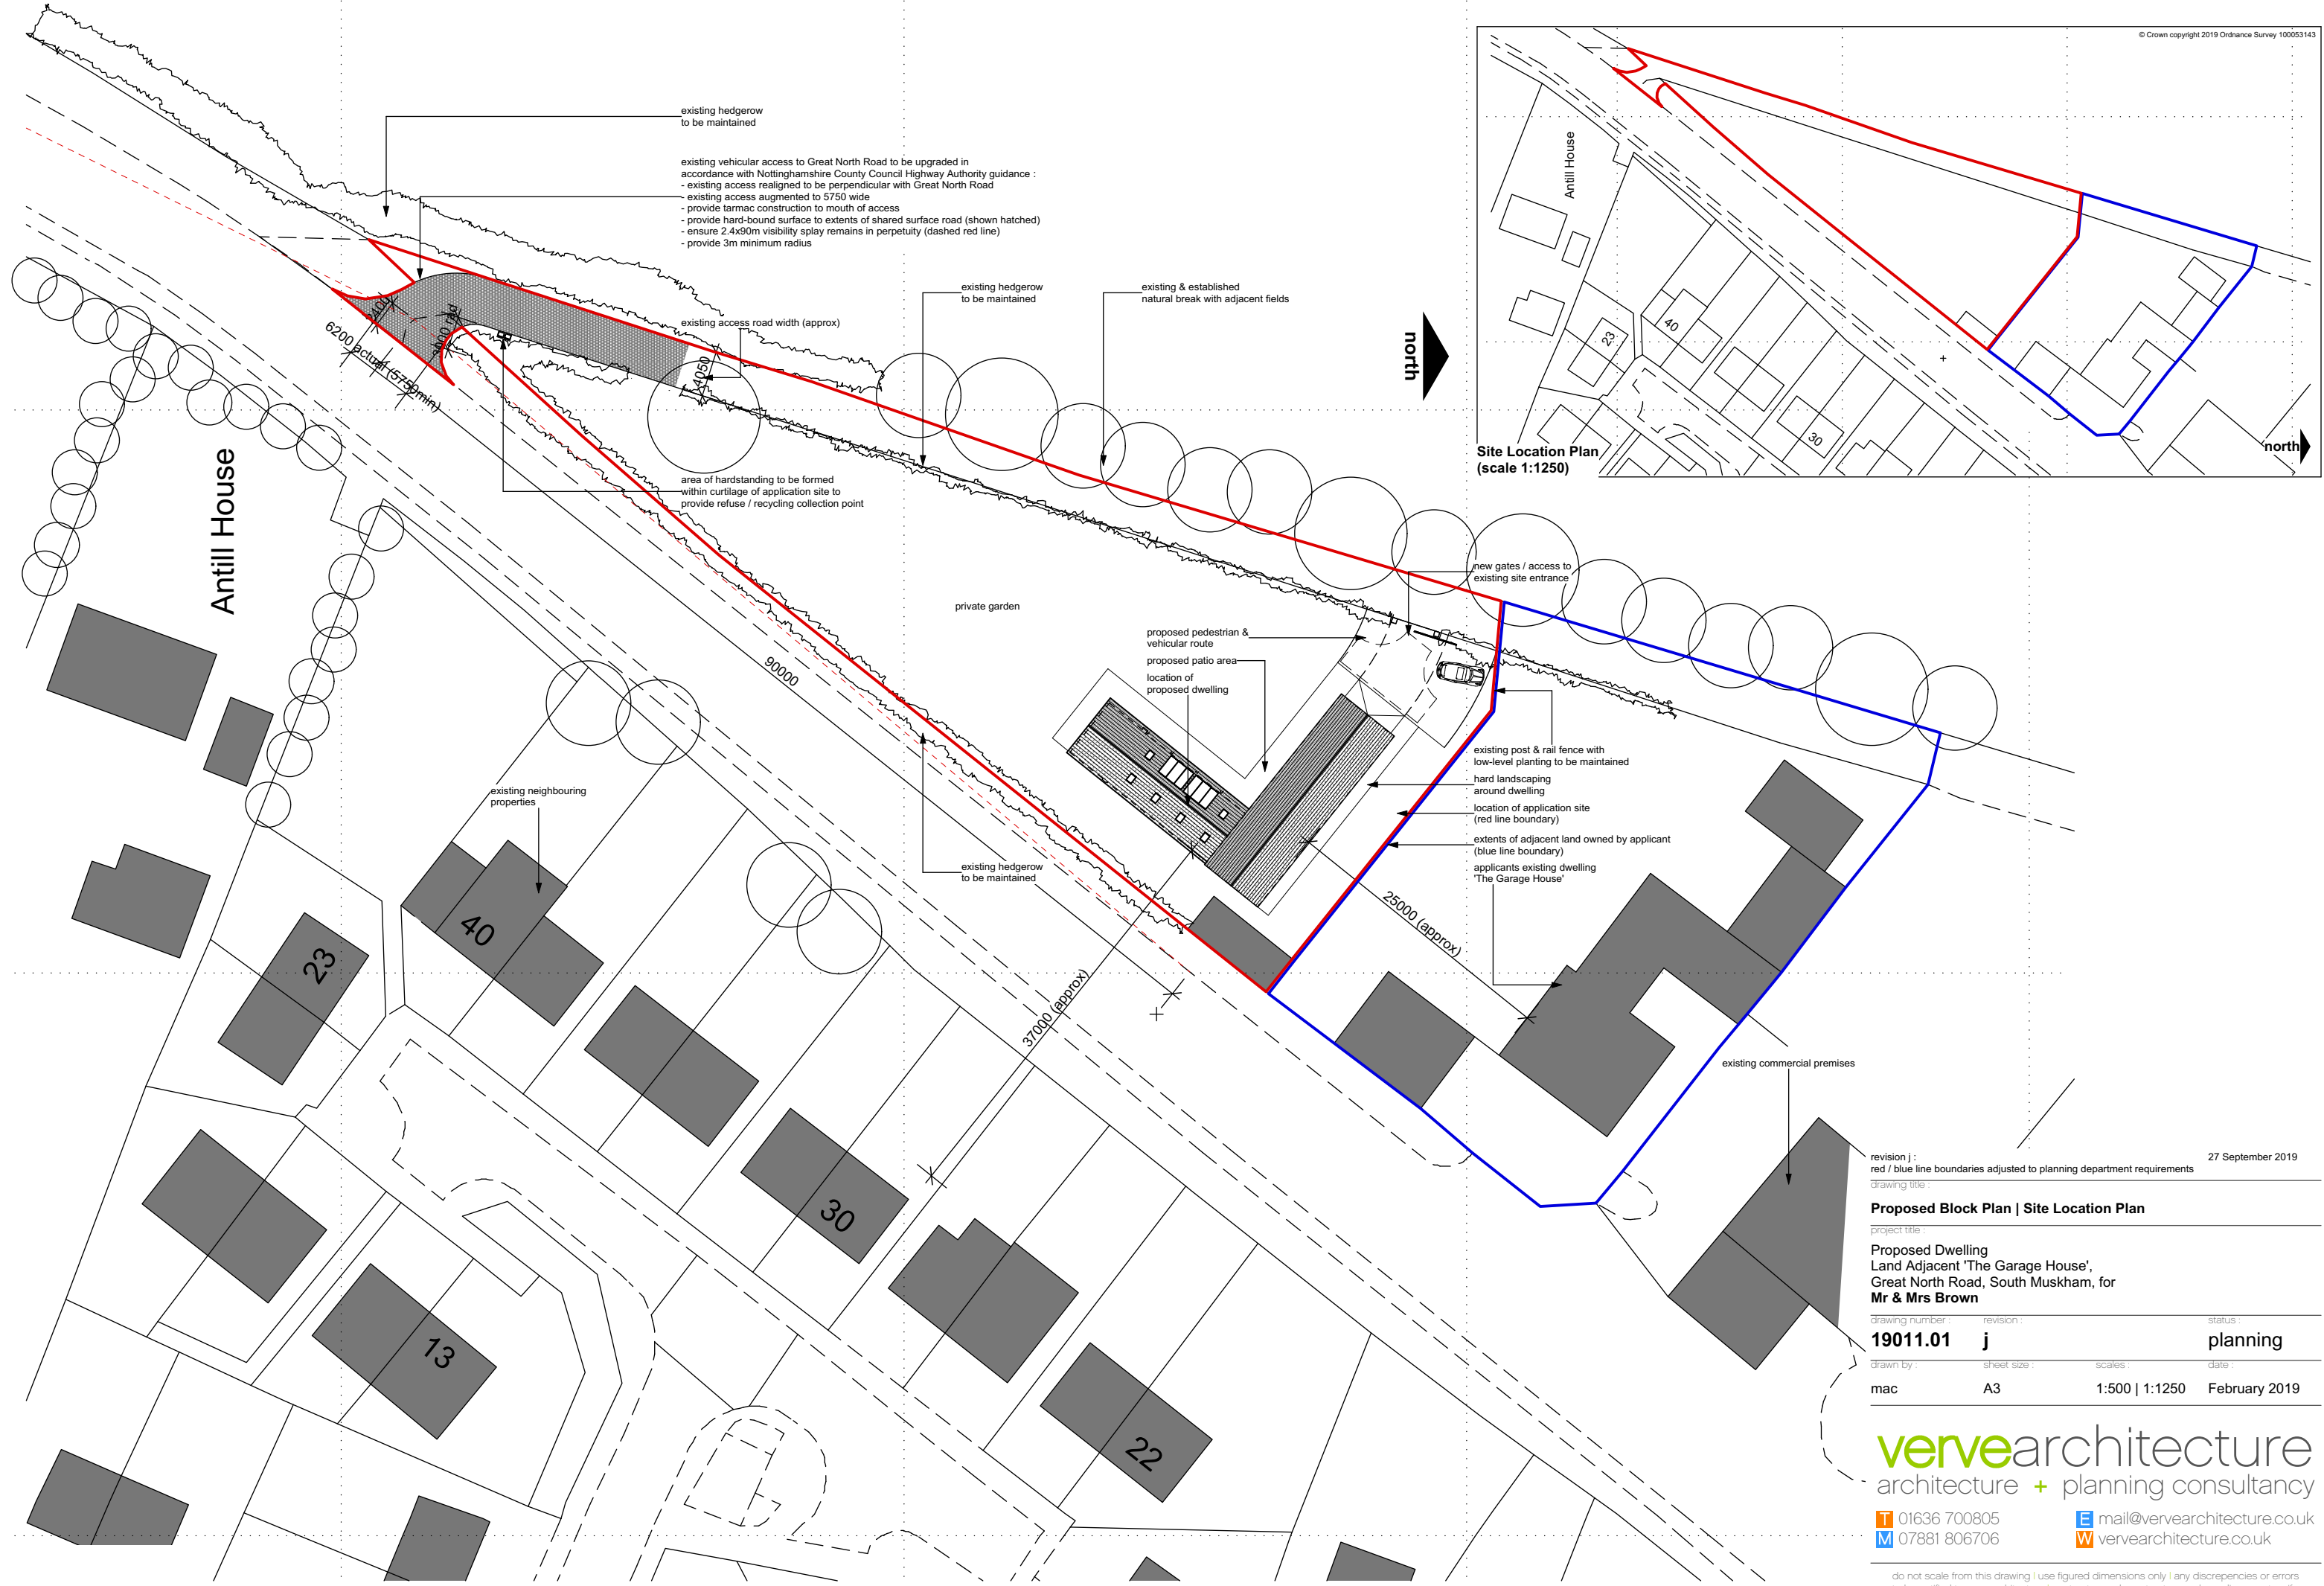 © Crown copyright 2019 Ordnance Survey 100053143
existing hedgerow
to be maintained
existing vehicular access to Great North Road to be upgraded in
accordance with Nottinghamshire County Council Highway Authority guidance :
- existing access realigned to be perpendicular with Great North Road
- existing access augmented to 5750 wide
- provide tarmac construction to mouth of access
- provide hard-bound surface to extents of shared surface road (shown hatched)
- ensure 2.4x90m visibility splay remains in perpetuity (dashed red line)
- provide 3m minimum radius
existing hedgerow
to be maintained
existing & established
natural break with adjacent fields
existing access road width (approx)
north
Antill House
23
40
30
Site Location Plan
(scale 1:1250)
north
6200 actual (5750min)
4050
area of hardstanding to be formed
within curtilage of application site to
provide refuse / recycling collection point
Antill House
new gates / access to
existing site entrance
private garden
proposed pedestrian &
vehicular route
proposed patio area
location of
proposed dwelling
90000
existing post & rail fence with
low-level planting to be maintained
hard landscaping
around dwelling
location of application site
(red line boundary)
extents of adjacent land owned by applicant
(blue line boundary)
applicants existing dwelling
'The Garage House'
existing neighbouring
properties
existing hedgerow
to be maintained
25000 (approx)
37000 (approx)
40
23
30
13
22
existing commercial premises
revision j :
27 September 2019
red / blue line boundaries adjusted to planning department requirements
drawing title :
Proposed Block Plan | Site Location Plan
project title :
Proposed Dwelling
Land Adjacent 'The Garage House',
Great North Road, South Muskham, for
Mr & Mrs Brown
drawing number : revision : status :
19011.01 j planning
drawn by : sheet size : scales : date :
mac A3 1:500 | 1:1250 February 2019
vervearchitecture
architecture + planning consultancy
T 01636 700805 E mail@vervearchitecture.co.uk
M 07881 806706 W vervearchitecture.co.uk
do not scale from this drawing | use figured dimensions only | any discrepancies or errors